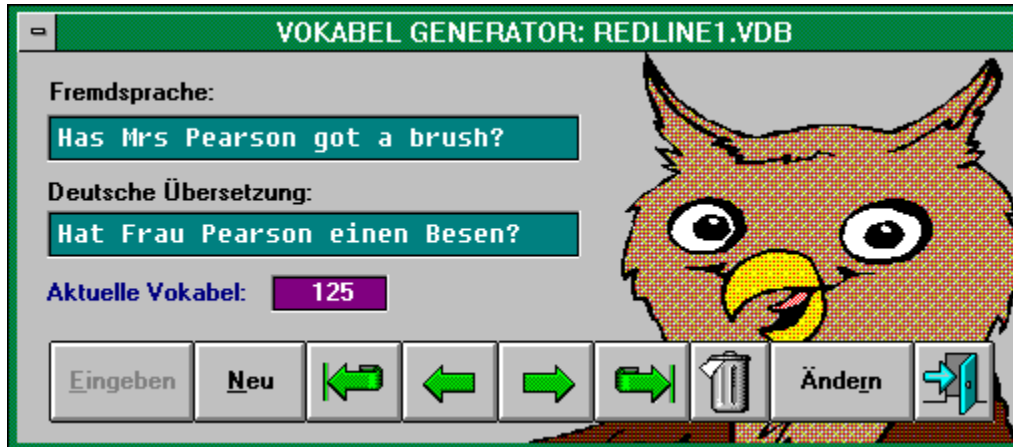 VOKABEL GENERATOR: REDLINE1.VDB
Fremdsprache:
Has Mrs Pearson got a brush?
Deutsche Übersetzung:
Hat Frau Pearson einen Besen?
Aktuelle Vokabel: 125
Eingeben Neu Ändern